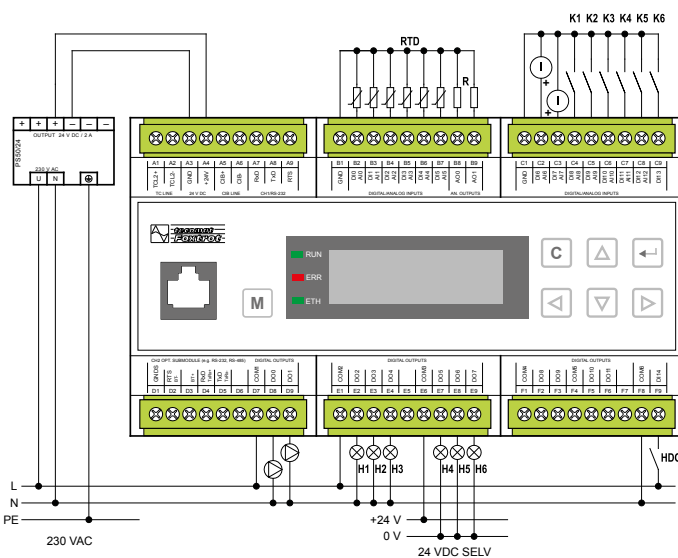 K1 K2 K3 K4 K5 K6
RTD
R
+ + + – – –
OUTPUT 24 V DC / 2 A
PS50/24
230 V AC
U N
A1 A2 A3 A4 A5 A6 A7 A8 A9
TCL2+ TCL2- GND +24V CIB+ CIB- RxD TxD RTS
TC LINE 24 V DC CIB LINE CH1/RS-232
B1 B2 B3 B4 B5 B6 B7 B8 B9
GND DI0 AI0 DI1 AI1 DI2 AI2 DI3 AI3 DI4 AI4 DI5 AI5 AO0 AO1
DIGITAL/ANALOG INPUTS AN. OUTPUTS
C1 C2 C3 C4 C5 C6 C7 C8 C9
GND DI6 AI6 DI7 AI7 DI8 AI8 DI9 AI9 DI10 AI10 DI11 AI11 DI12 AI12 DI13
DIGITAL/ANALOG INPUTS
tecomat
Foxtrot
RUN
ERR
ETH
M
C
CH2 OPT. SUBMODULE (e.g. RS-232, RS-485) DIGITAL OUTPUTS
GNDS RTS BT- BT+ RxD TxRx- TxD TxRx+ COM1 DO0 DO1
D1 D2 D3 D4 D5 D6 D7 D8 D9
DIGITAL OUTPUTS
COM2 DO2 DO3 DO4 COM3 DO5 DO6 DO7
E1 E2 E3 E4 E5 E6 E7 E8 E9
DIGITAL OUTPUTS
COM4 DO8 DO9 COM5 DO10 DO11 COM6 DI14
F1 F2 F3 F4 F5 F6 F7 F8 F9
H1 H2 H3
H4 H5 H6
HDO
L
N
PE
230 VAC
+24 V
0 V
24 VDC SELV